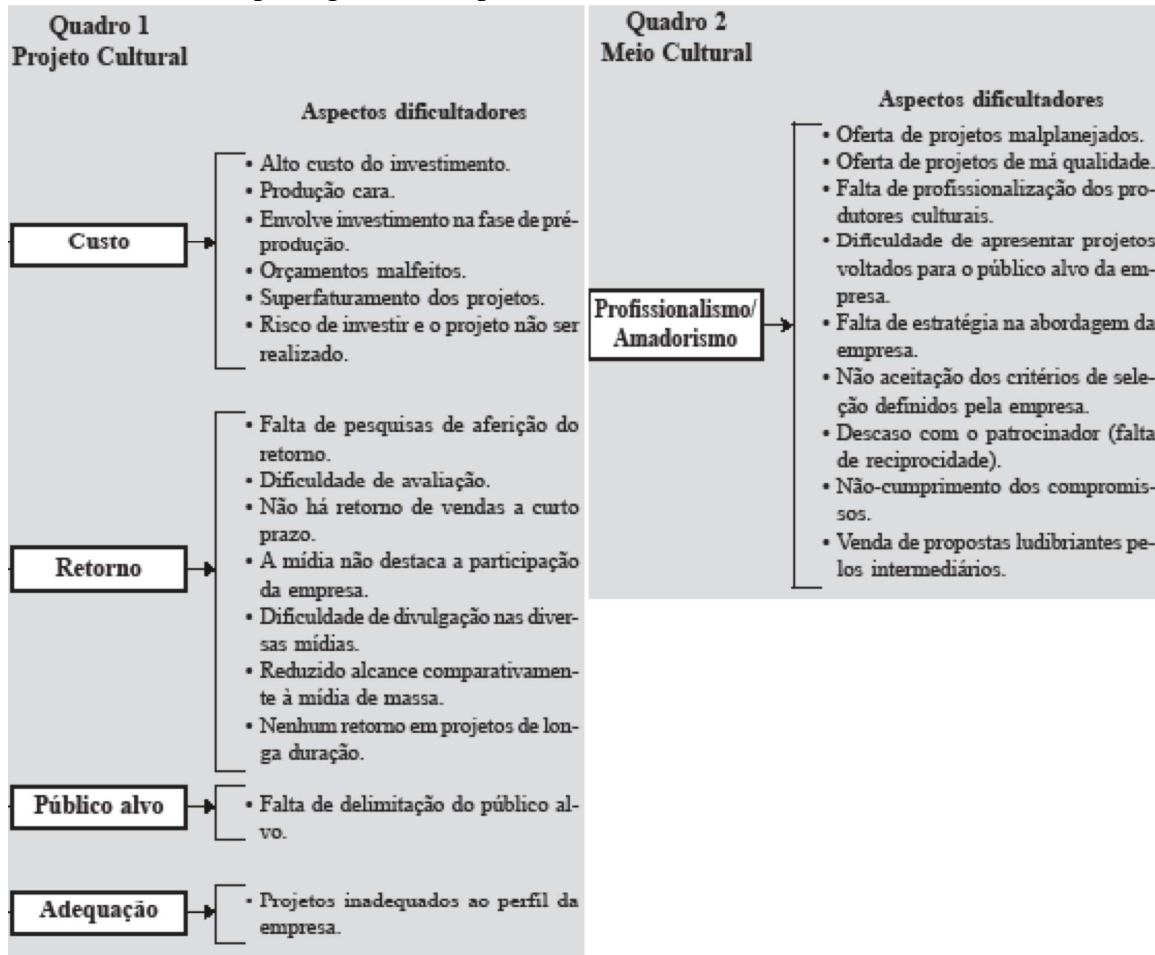 Quadro 1
Projeto Cultural
Aspectos dificultadores
Custo
• Alto custo do investimento.
• Produção cara.
• Envolve investimento na fase de pré-
produção.
• Orçamentos malfeitos.
• Superfaturamento dos projetos.
• Risco de investir e o projeto não ser
realizado.
Retorno
• Falta de pesquisas de aferição do
retorno.
• Dificuldade de avaliação.
• Não há retorno de vendas a curto
prazo.
• A mídia não destaca a participação
da empresa.
• Dificuldade de divulgação nas diver-
sas mídias.
• Reduzido alcance comparativamen-
te à mídia de massa.
• Nenhum retorno em projetos de lon-
ga duração.
Público alvo
• Falta de delimitação do público al-
vo.
Adequação
• Projetos inadequados ao perfil da
empresa.
Quadro 2
Meio Cultural
Aspectos dificultadores
Profissionalismo/
Amadorismo
• Oferta de projetos malplanejados.
• Oferta de projetos de má qualidade.
• Falta de profissionalização dos pro-
dutores culturais.
• Dificuldade de apresentar projetos
voltados para o público alvo da em-
presa.
• Falta de estratégia na abordagem da
empresa.
• Não aceitação dos critérios de sele-
ção definidos pela empresa.
• Descaso com o patrocinador (falta
de reciprocidade).
• Não-cumprimento dos compromis-
sos.
• Venda de propostas ludibriantes pe-
los intermediários.